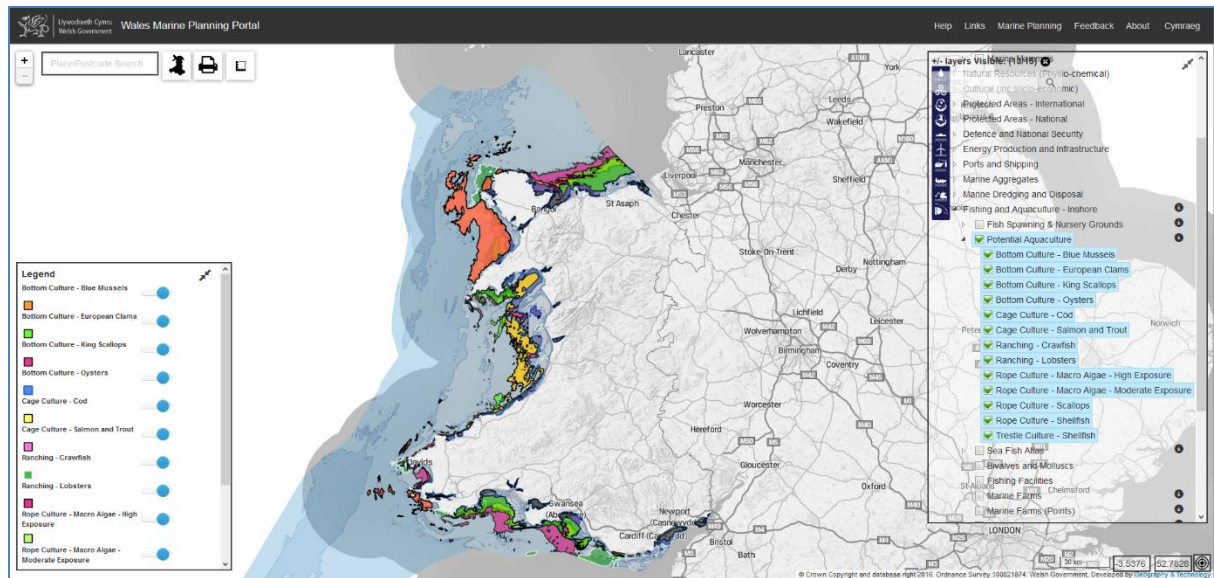 Llywodraeth Cymru
Welsh Government
Wales Marine Planning Portal
Help Links Marine Planning Feedback About Cymraeg
+
-
Place/Postcode Search
+/- layers Visible: (13/15)
Natural Resources (Physio-chemical)
Cultural (inc socio-economic)
Protected Areas - International
Protected Areas - National
Defence and National Security
Energy Production and Infrastructure
Ports and Shipping
Marine Aggregates
Marine Dredging and Disposal
Fishing and Aquaculture - Inshore
Fish Spawning & Nursery Grounds
Potential Aquaculture
Bottom Culture - Blue Mussels
Bottom Culture - European Clams
Bottom Culture - King Scallops
Bottom Culture - Oysters
Cage Culture - Cod
Cage Culture - Salmon and Trout
Ranching - Crawfish
Ranching - Lobsters
Rope Culture - Macro Algae - High Exposure
Rope Culture - Macro Algae - Moderate Exposure
Rope Culture - Scallops
Rope Culture - Shellfish
Trestle Culture - Shellfish
Sea Fish Atlas
Bivalves and Molluscs
Fishing Facilities
Marine Farms
Marine Farms (Points)
Legend
Bottom Culture - Blue Mussels
Bottom Culture - European Clams
Bottom Culture - King Scallops
Bottom Culture - Oysters
Cage Culture - Cod
Cage Culture - Salmon and Trout
Ranching - Crawfish
Ranching - Lobsters
Rope Culture - Macro Algae - High
Exposure
Rope Culture - Macro Algae -
Moderate Exposure
Lancaster
York
Preston
Leeds
Wakefield
Manchester
Liverpool
Sheffield
Bangor
St Asaph
Chester
Stoke-On-Trent
Nottingham
Derby
Lichfield
Leicester
Norwich
Wolverhampton
Birmingham
Coventry
Worcester
Hereford
Gloucester
Oxford
Chelmsford
Swansea
Newport
(Casnewydd)
Cardiff
Bristol
Bath
LONDON
30 km
-3.5376 52.7828
© Crown Copyright and database right 2016. Ordnance Survey 100021874. Welsh Government, Developed by Geography & Technology